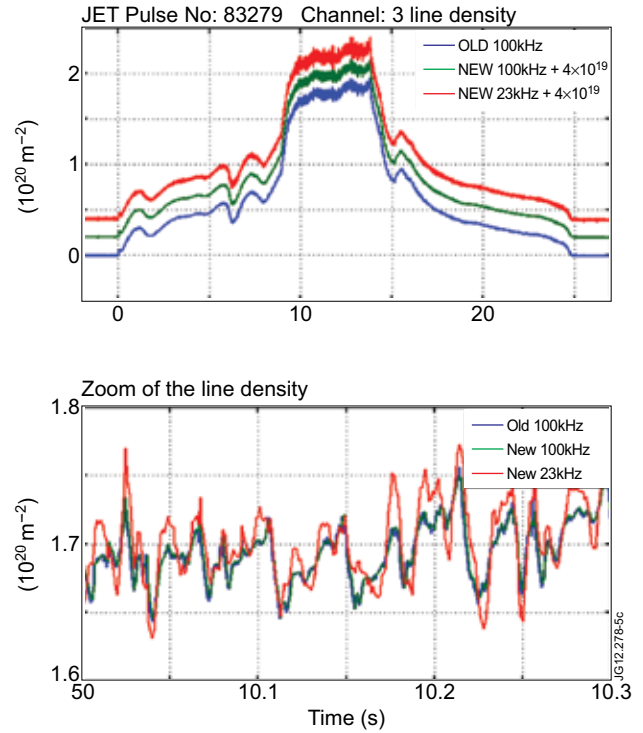 JET Pulse No: 83279 Channel: 3 line density
OLD 100kHz
NEW 100kHz + 4×10¹⁹
NEW 23kHz + 4×10¹⁹
(10²⁰ m⁻²)
2
1
0
0
10
20
Zoom of the line density
Old 100kHz
New 100kHz
New 23kHz
(10²⁰ m⁻²)
1.8
1.7
1.6
50
10.1
10.2
10.3
Time (s)
JG12.278-5c